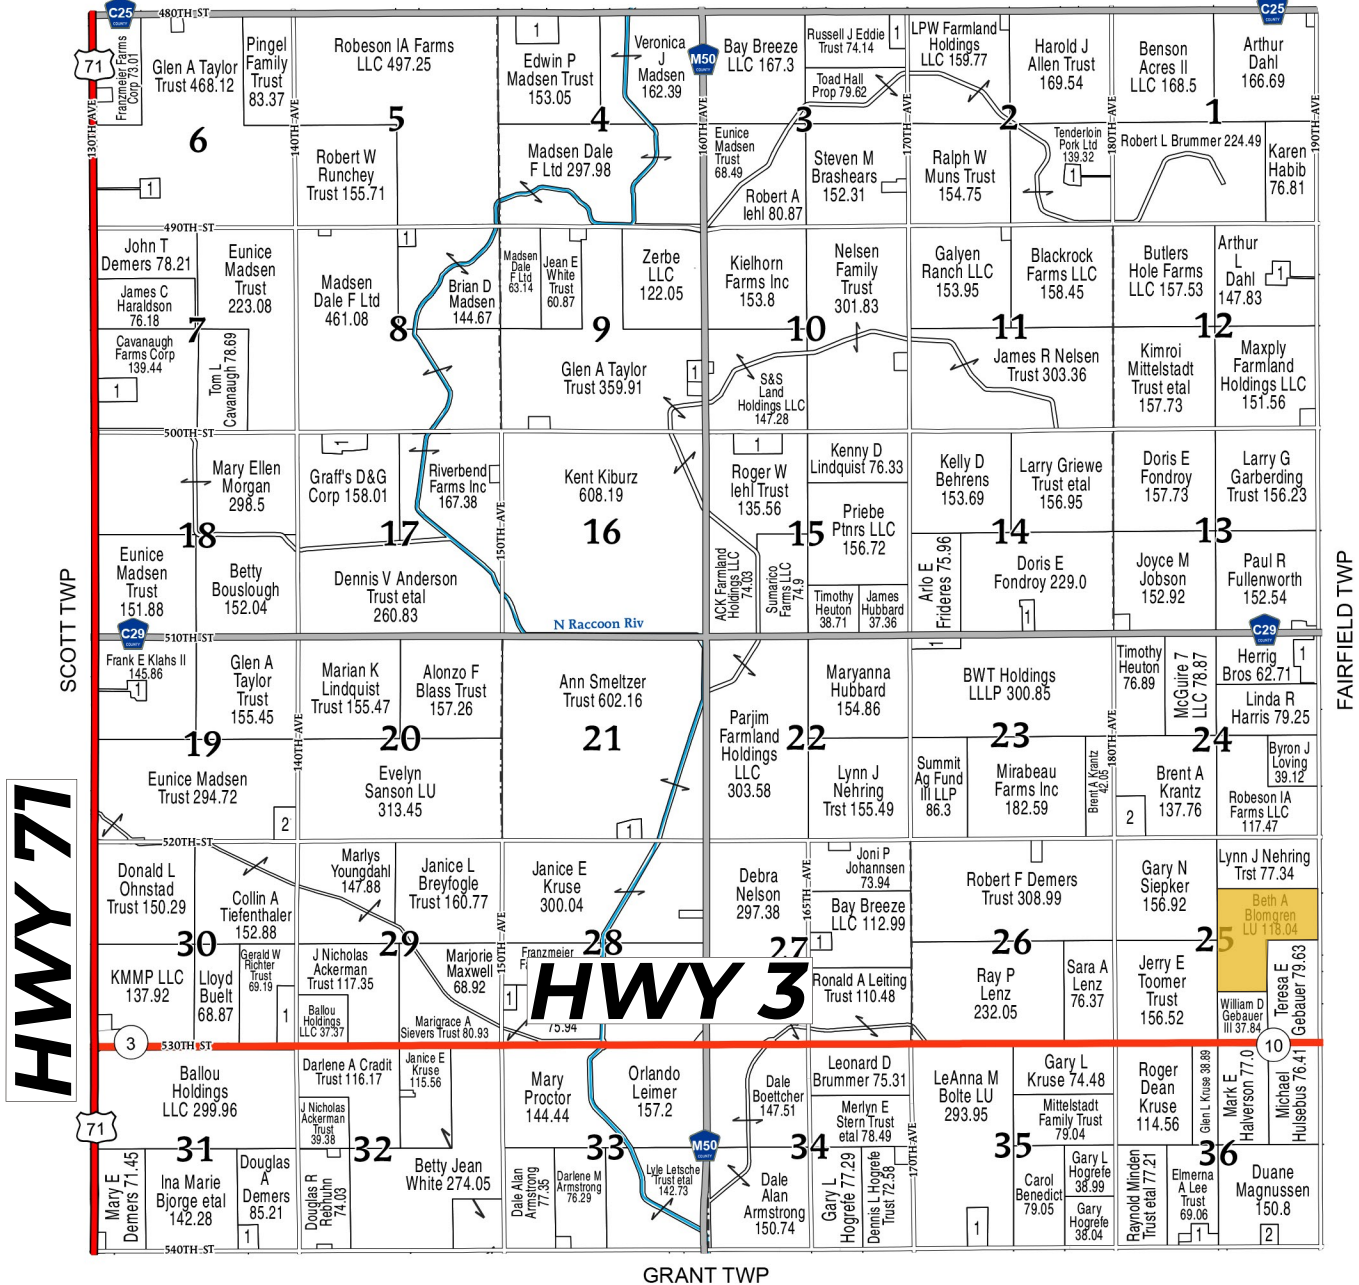 C25
COUNTY
480TH ST
C25
COUNTY
71
130TH AVE
Franzmeier Farms
Corp 73.01
Glen A Taylor
Trust 468.12
Pingel
Family
Trust
83.37
6
1
140TH AVE
Robeson IA Farms
LLC 497.25
5
Robert W
Runchey
Trust 155.71
1
Edwin P
Madsen Trust
153.05
Veronica
J
Madsen
162.39
4
Madsen Dale
F Ltd 297.98
M50
COUNTY
160TH AVE
Bay Breeze
LLC 167.3
Russell J Eddie
Trust 74.14
1
Toad Hall
Prop 79.62
3
Eunice
Madsen
Trust
68.49
Robert A
Iehl 80.87
Steven M
Brashears
152.31
170TH AVE
LPW Farmland
Holdings
LLC 159.77
Harold J
Allen Trust
169.54
2
Ralph W
Muns Trust
154.75
Tenderloin
Pork Ltd
139.32
1
180TH AVE
Benson
Acres II
LLC 168.5
Arthur
Dahl
166.69
1
Robert L Brummer 224.49
Karen
Habib
76.81
190TH AVE
490TH ST
John T
Demers 78.21
James C
Haraldson
76.18
Eunice
Madsen
Trust
223.08
7
Cavanaugh
Farms Corp
139.44
1
Tom L
Cavanaugh 78.69
Madsen
Dale F Ltd
461.08
1
Brian D
Madsen
144.67
8
Madsen
Dale
F Ltd
63.14
Jean E
White
Trust
60.87
Zerbe
LLC
122.05
9
Glen A Taylor
Trust 359.91
1
Kielhorn
Farms Inc
153.8
Nelsen
Family
Trust
301.83
10
S&S
Land
Holdings LLC
147.28
Galyen
Ranch LLC
153.95
Blackrock
Farms LLC
158.45
11
James R Nelsen
Trust 303.36
Butlers
Hole Farms
LLC 157.53
Arthur
L
Dahl
147.83
1
12
Kimroi
Mittelstadt
Trust etal
157.73
Maxply
Farmland
Holdings LLC
151.56
500TH ST
Mary Ellen
Morgan
298.5
18
Eunice
Madsen
Trust
151.88
Betty
Bouslough
152.04
1
Graff's D&G
Corp 158.01
Riverbend
Farms Inc
167.38
17
Dennis V Anderson
Trust etal
260.83
150TH AVE
Kent Kiburz
608.19
16
N Raccoon Riv
1
Roger W
Iehl Trust
135.56
Kenny D
Lindquist 76.33
Priebe
Ptnrs LLC
156.72
15
ACK Farmland
Holdings LLC
74.03
Sumarico
Farms LLC
74.9
Timothy
Heuton
38.71
James
Hubbard
37.36
Kelly D
Behrens
153.69
Larry Griewe
Trust etal
156.95
14
Arlo E
Frideres 75.96
Doris E
Fondroy 229.0
1
Doris E
Fondroy
157.73
Larry G
Garberding
Trust 156.23
13
Joyce M
Jobson
152.92
Paul R
Fullenworth
152.54
SCOTT TWP
FAIRFIELD TWP
C29
COUNTY
510TH ST
C29
COUNTY
Frank E Klahs II
145.86
1
Glen A
Taylor
Trust
155.45
19
Eunice Madsen
Trust 294.72
2
140TH AVE
Marian K
Lindquist
Trust 155.47
Alonzo F
Blass Trust
157.26
20
Evelyn
Sanson LU
313.45
Ann Smeltzer
Trust 602.16
21
1
Parjim
Farmland
Holdings
LLC
303.58
Maryanna
Hubbard
154.86
22
Lynn J
Nehring
Trst 155.49
1
BWT Holdings
LLLP 300.85
23
Summit
Ag Fund
III LLP
86.3
Mirabeau
Farms Inc
182.59
Brent A Krantz
42.05
180TH AVE
Timothy
Heuton
76.89
McGuire 7
LLC 78.87
Herrig
Bros 62.71
1
Linda R
Harris 79.25
24
Brent A
Krantz
137.76
2
Byron J
Loving
39.12
Robeson IA
Farms LLC
117.47
HWY 71
520TH ST
Donald L
Ohnstad
Trust 150.29
Collin A
Tiefenthaler
152.88
30
KMMP LLC
137.92
Lloyd
Buelt
68.87
Gerald W
Richter
Trust
69.19
1
Marlys
Youngdahl
147.88
Janice L
Breyfogle
Trust 160.77
29
J Nicholas
Ackerman
Trust 117.35
Ballou
Holdings
LLC 37.37
Marjorie
Maxwell
68.92
Marigrace A
Sievers Trust 80.93
150TH AVE
Janice E
Kruse
300.04
28
Franzmeier
1
75.94
HWY 3
Debra
Nelson
297.38
165TH AVE
Joni P
Johannsen
73.94
Bay Breeze
LLC 112.99
27
1
Ronald A Leiting
Trust 110.48
Robert F Demers
Trust 308.99
26
Ray P
Lenz
232.05
Sara A
Lenz
76.37
Gary N
Siepker
156.92
Lynn J Nehring
Trst 77.34
Beth A
Blomgren
LU 118.04
25
Jerry E
Toomer
Trust
156.52
William D
Gebauer
III 37.84
Teresa E
Gebauer 79.63
3
530TH ST
10
Ballou
Holdings
LLC 299.96
71
31
Mary E
Demers 71.45
Ina Marie
Bjorge etal
142.28
Douglas
A
Demers
85.21
1
Darlene A Credit
Trust 116.17
J Nicholas
Ackerman
Trust
39.38
Janice E
Kruse
115.56
32
Douglas R
Rebhuhn
74.03
Betty Jean
White 274.05
Mary
Proctor
144.44
Orlando
Leimer
157.2
33
Dale Alan
Armstrong
77.35
Darlene M
Armstrong
76.29
Lyle Letsche
Trust etal
142.73
M50
COUNTY
Dale
Boettcher
147.51
Leonard D
Brummer 75.31
Merlyn E
Stern Trust
etal 78.49
34
Dale
Alan
Armstrong
150.74
Gary L
Hogrefe 77.29
Dennis L Hogrefe
Trust 72.58
170TH AVE
LeAnna M
Bolte LU
293.95
Gary L
Kruse 74.48
Mittelstadt
Family Trust
79.04
35
Carol
Benedict
79.05
Gary L
Hogrefe
38.99
Gary
Hogrefe
38.04
1
Roger
Dean
Kruse
114.56
Glen L Kruse 38.89
Mark E
Halverson 77.0
Michael
Hulsebus 76.41
36
Raynold Minden
Trust etal 77.21
Elmerna
A Lee
Trust
69.06
1
Duane
Magnussen
150.8
2
540TH ST
GRANT TWP